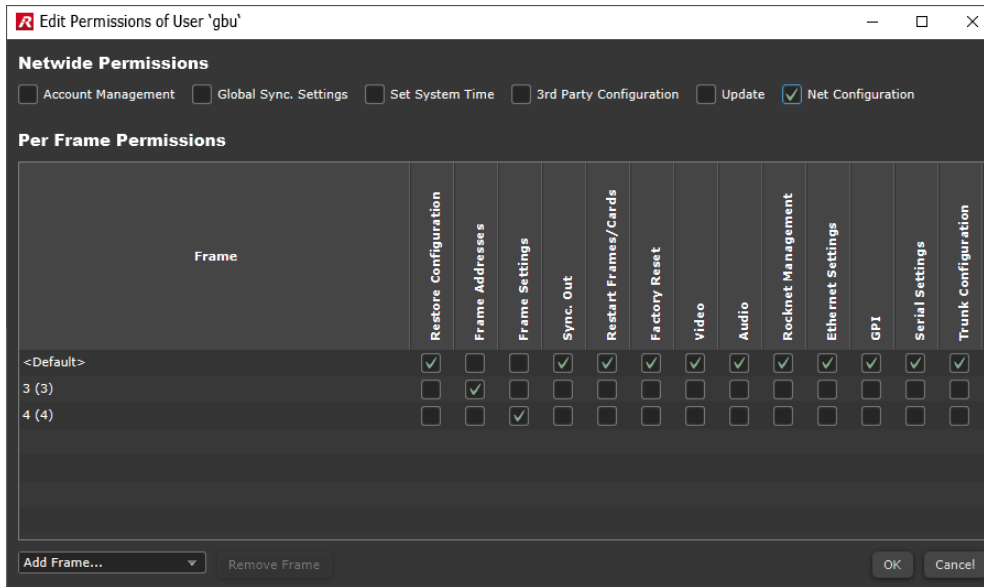 Edit Permissions of User `gbu`
Netwide Permissions
Account Management Global Sync. Settings Set System Time 3rd Party Configuration Update Net Configuration
Per Frame Permissions
Frame Restore Configuration Frame Addresses Frame Settings Sync. Out Restart Frames/Cards Factory Reset Video Audio Rocknet Management Ethernet Settings GPI Serial Settings Trunk Configuration
<Default>
3 (3)
4 (4)
Add Frame... Remove Frame OK Cancel